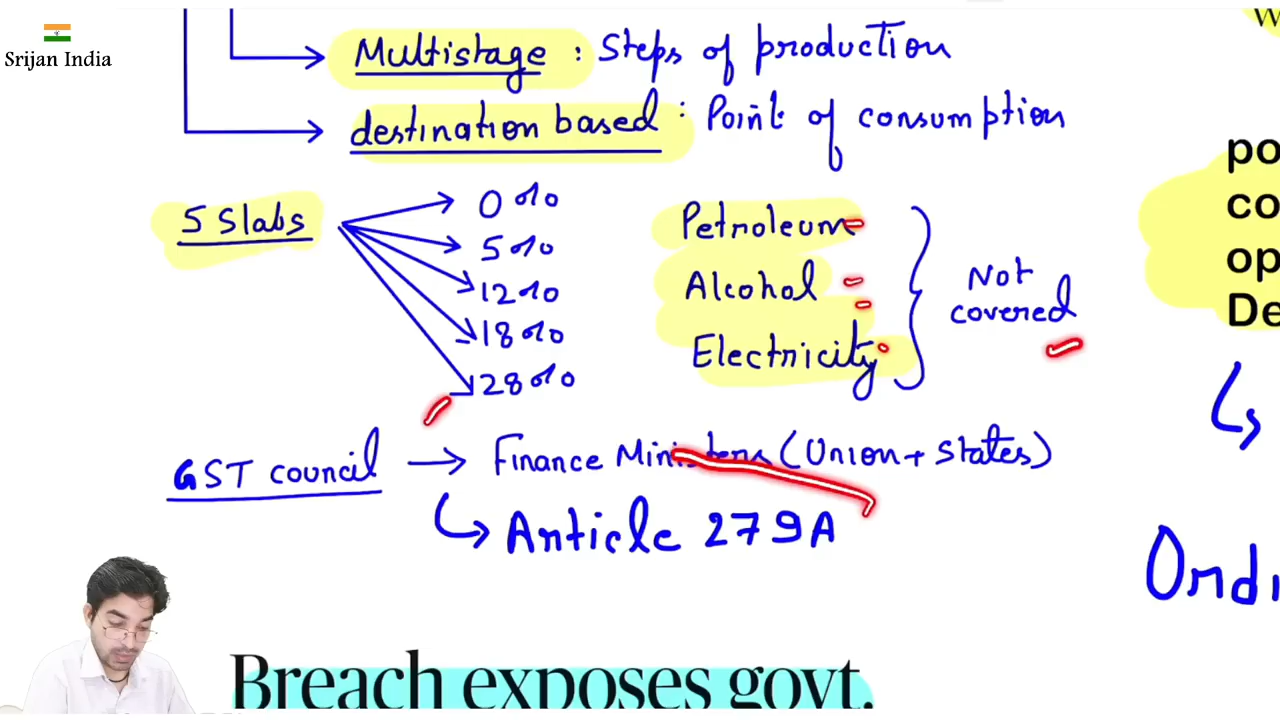 Srijan India
Multistage : Steps of production
destination based : Point of consumption
5 Slabs
0%
5%
12%
18%
28%
Petroleum
Alcohol
Electricity
Not covered
GST council → Finance Ministers (Union + States)
Article 279A
Breach exposes govt.
po
co
op
De
Ordi